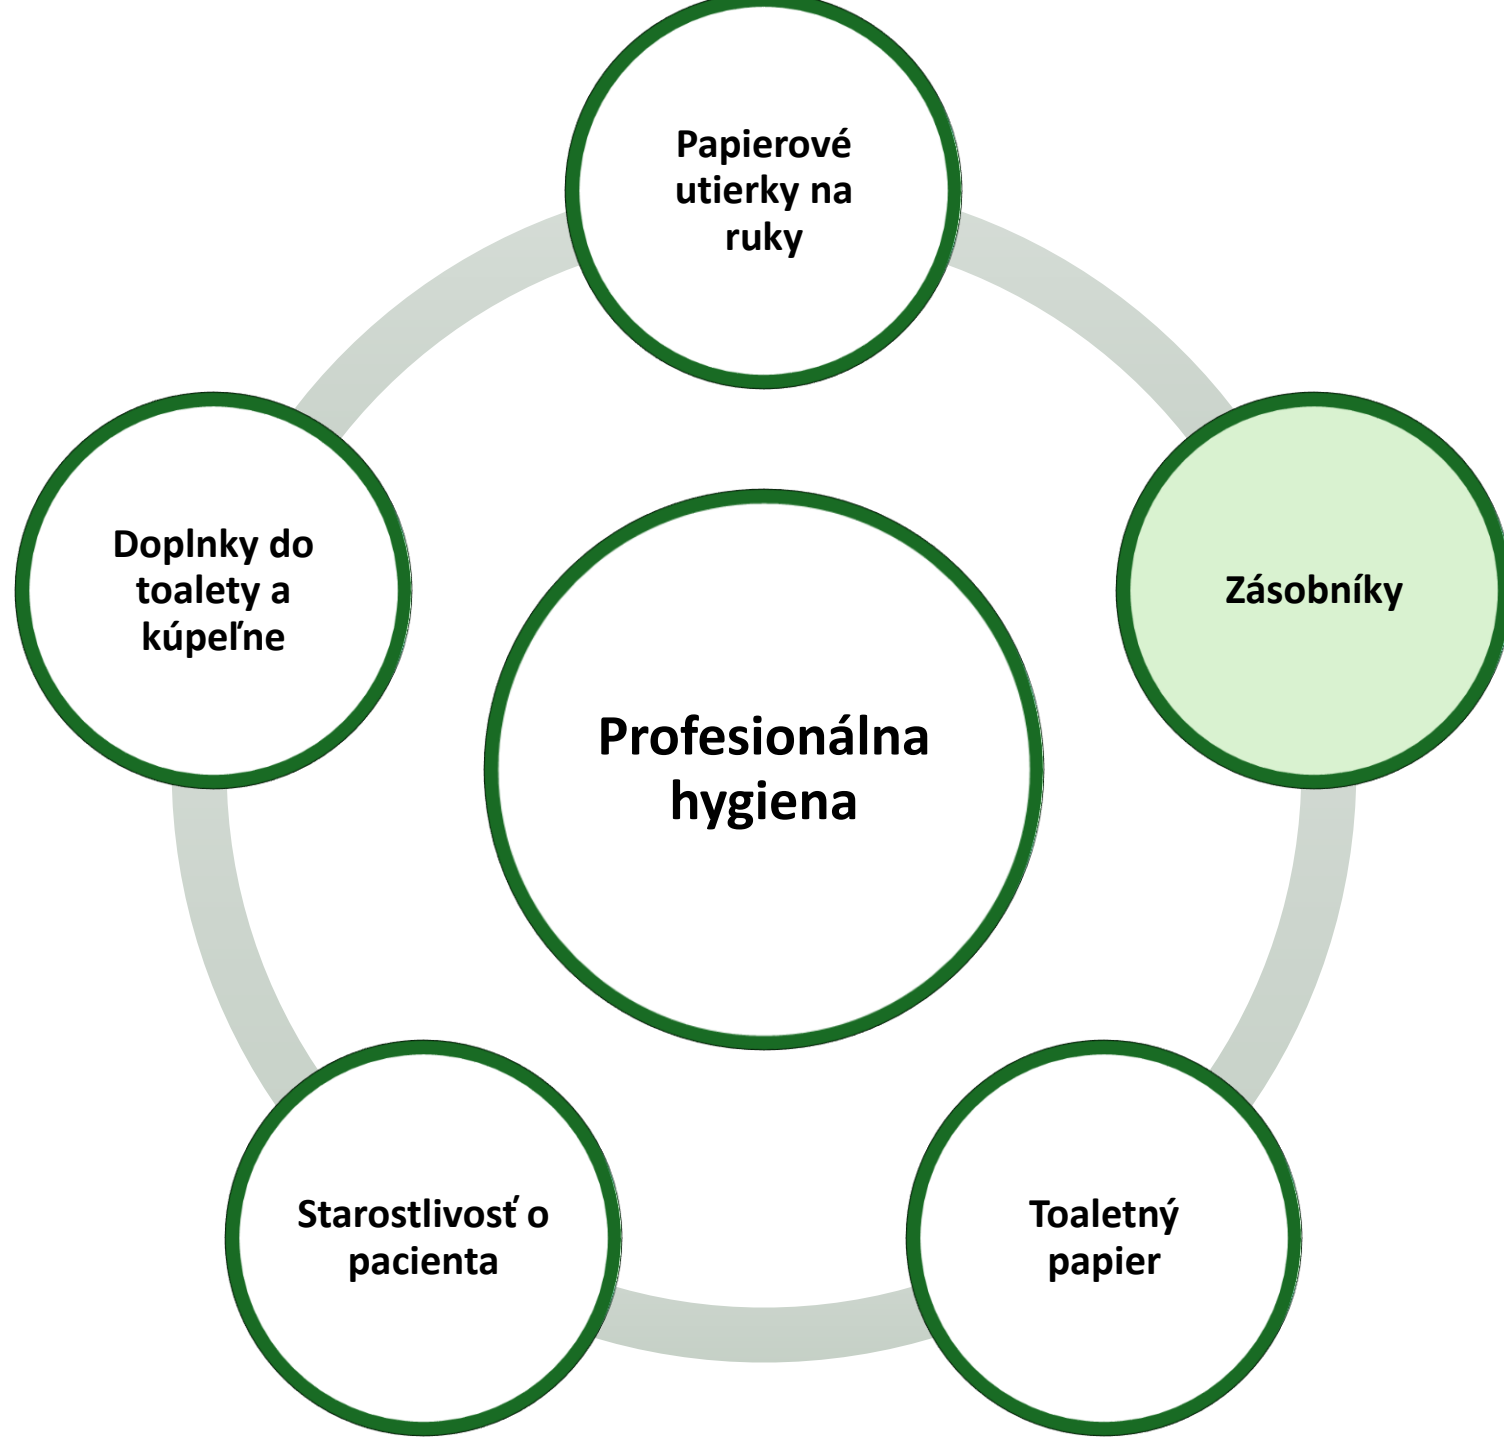 Papierové
utierky na
ruky
Zásobníky
Doplnky do
toalety a
kúpeľne
Profesionálna
hygiena
Starostlivosť o
pacienta
Toaletný
papier